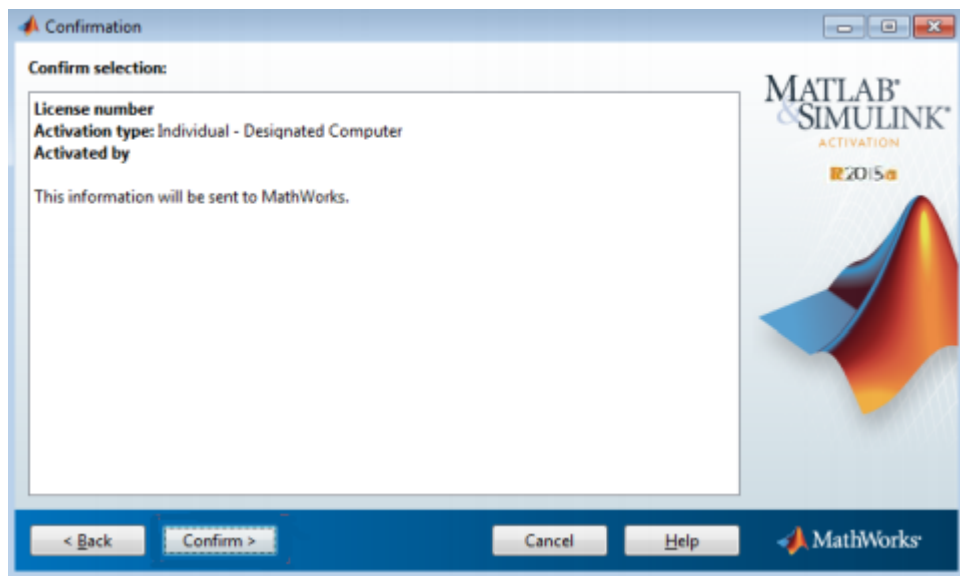 Confirmation
Confirm selection:
License number
Activation type: Individual - Designated Computer
Activated by
This information will be sent to MathWorks.
MATLAB®
&SIMULINK®
ACTIVATION
R2015a
< Back
Confirm >
Cancel
Help
MathWorks®